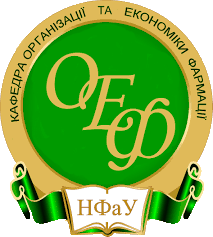 КАФЕДРА ОРГАНІЗАЦІЇ ТА ЕКОНОМІКИ ФАРМАЦІЇ
ОЕФ
НФаУ